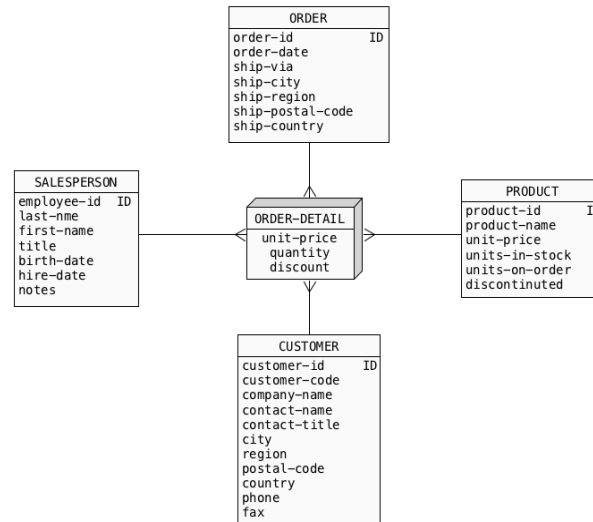 ORDER
order-id ID
order-date
ship-via
ship-city
ship-region
ship-postal-code
ship-country
SALESPERSON
employee-id ID
last-nme
first-name
title
birth-date
hire-date
notes
ORDER-DETAIL
unit-price
quantity
discount
PRODUCT
product-id
product-name
unit-price
units-in-stock
units-on-order
discontinuted
CUSTOMER
customer-id ID
customer-code
company-name
contact-name
contact-title
city
region
postal-code
country
phone
fax